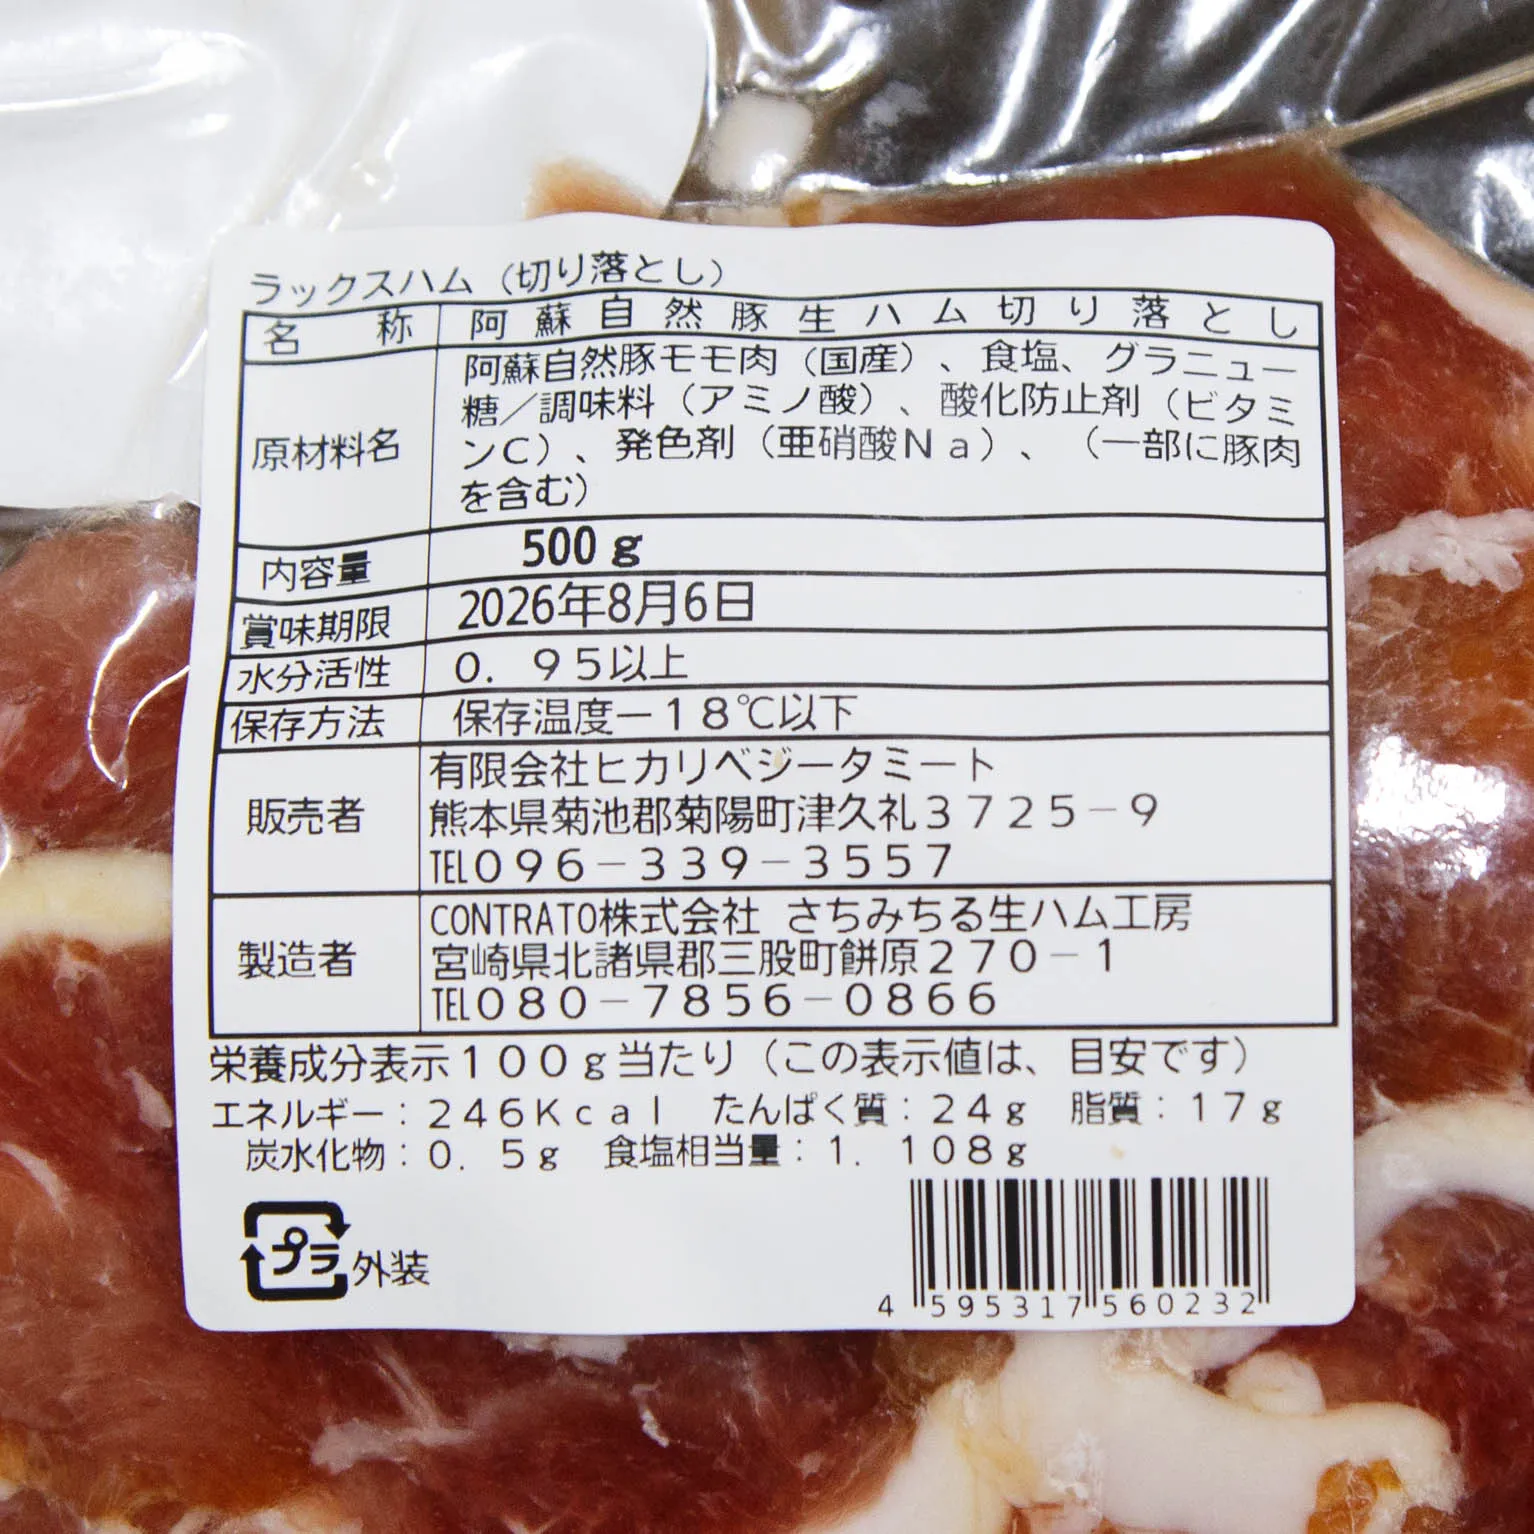 ラックスハム（切り落とし）
名称 阿蘇自然豚生ハム切り落とし
原材料名 阿蘇自然豚モモ肉（国産）、食塩、グラニュー
糖／調味料（アミノ酸）、酸化防止剤（ビタミ
ンC）、発色剤（亜硝酸Na）、（一部に豚肉
を含む）
内容量 500g
賞味期限 2026年8月6日
水分活性 0.95以上
保存方法 保存温度－18℃以下
販売者 有限会社ヒカリベジータミート
熊本県菊池郡菊陽町津久礼3725－9
TEL096－339－3557
製造者 CONTRATO株式会社 さちみちる生ハム工房
宮崎県北諸県郡三股町餅原270－1
TEL080－7856－0866
栄養成分表示100g当たり（この表示値は、目安です）
エネルギー：246Kcal たんぱく質：24g 脂質：17g
炭水化物：0.5g 食塩相当量：1.108g
プラ 外装
4 595317 560232